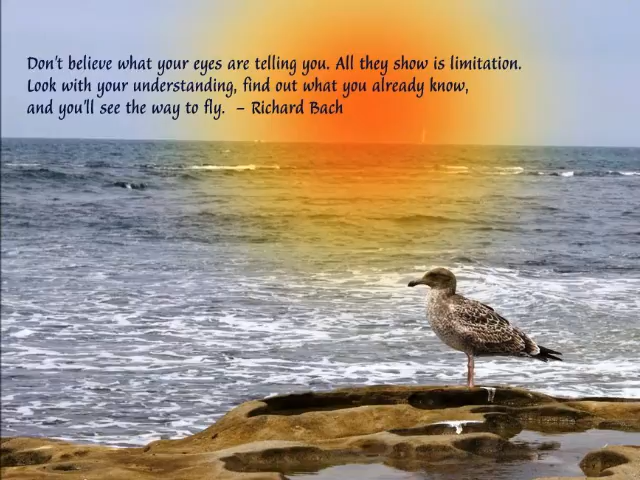 Don't believe what your eyes are telling you. All they show is limitation.
Look with your understanding, find out what you already know,
and you'll see the way to fly. – Richard Bach